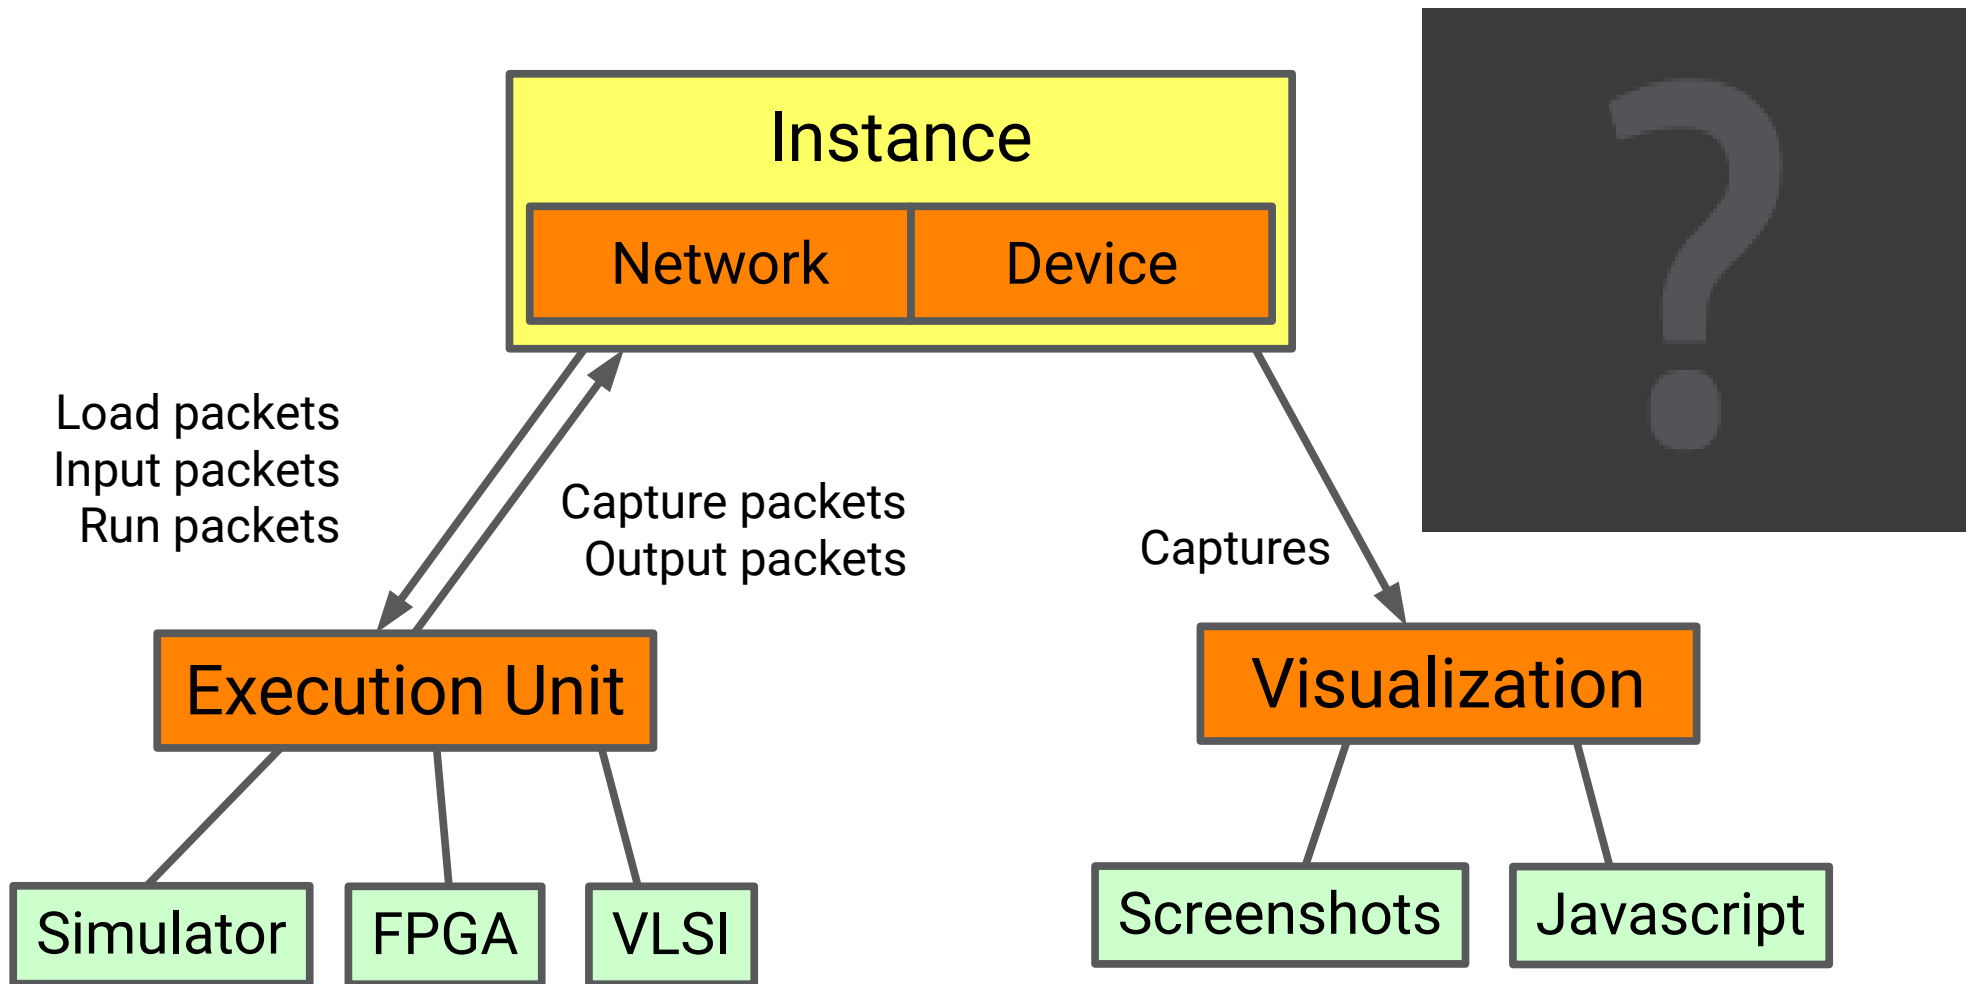 Instance
Network
Device
Load packets
Input packets
Run packets
Capture packets
Output packets
Captures
Execution Unit
Visualization
Simulator
FPGA
VLSI
Screenshots
Javascript
?